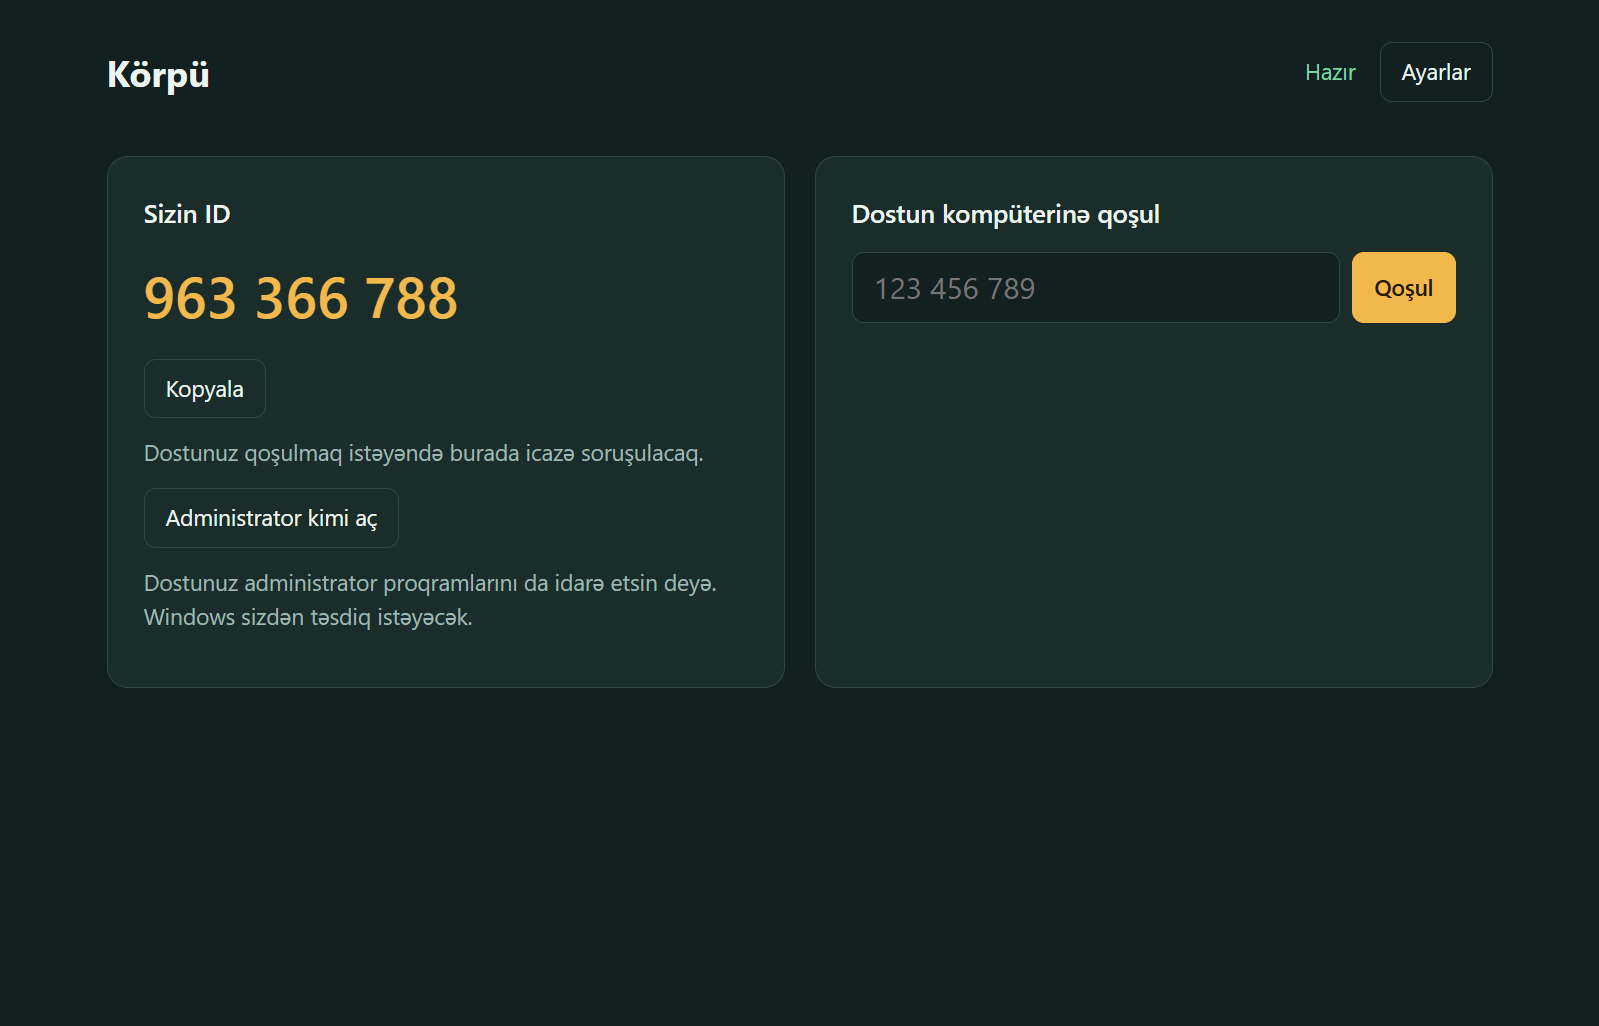 Körpü
Hazır
Ayarlar
Sizin ID
963 366 788
Kopyala
Dostunuz qoşulmaq istəyəndə burada icazə soruşulacaq.
Administrator kimi aç
Dostunuz administrator proqramlarını da idarə etsin deyə.
Windows sizdən təsdiq istəyəcək.
Dostun kompüterinə qoşul
123 456 789
Qoşul